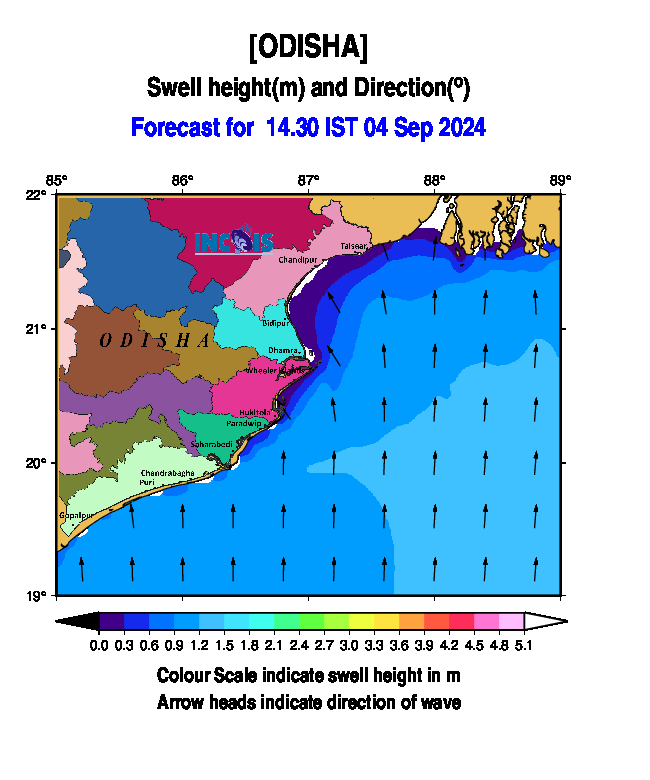 [ODISHA]
Swell height(m) and Direction(º)
Forecast for 14.30 IST 04 Sep 2024
85° 86° 87° 88° 89°
22°
INCOIS
Talsear
Chandipur
21°
Bidipur
ODISHA
Dhamra
Wheeler
Hukitola
Paradwip
Saharabedi
20°
Chandrabagha
Puri
Gopalpur
19°
0.0 0.3 0.6 0.9 1.2 1.5 1.8 2.1 2.4 2.7 3.0 3.3 3.6 3.9 4.2 4.5 4.8 5.1
Colour Scale indicate swell height in m
Arrow heads indicate direction of wave